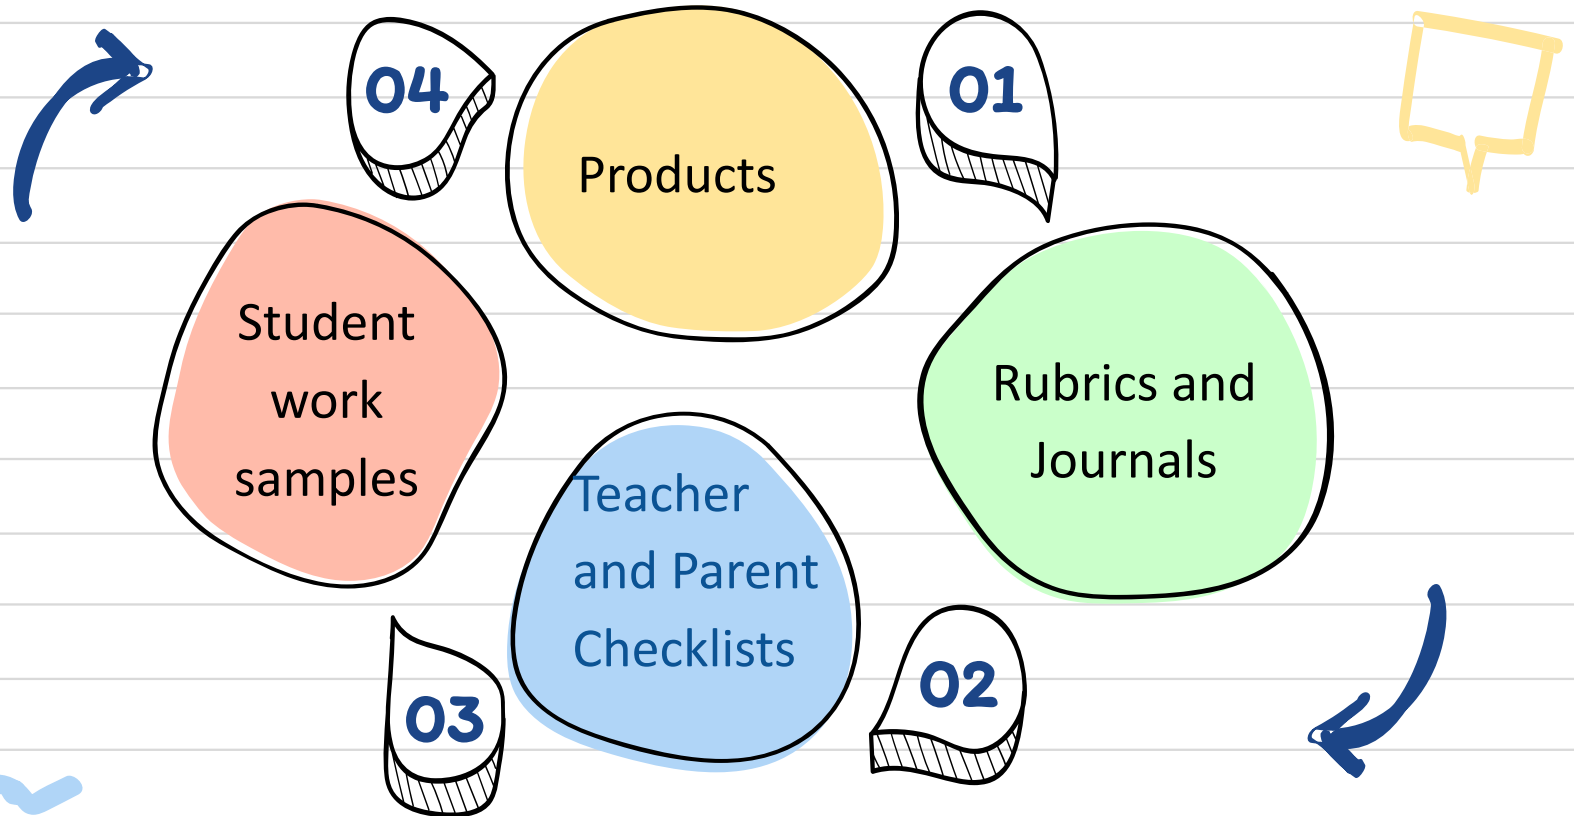 04
Products
01
Student
work
samples
Rubrics and
Journals
Teacher
and Parent
Checklists
03
02